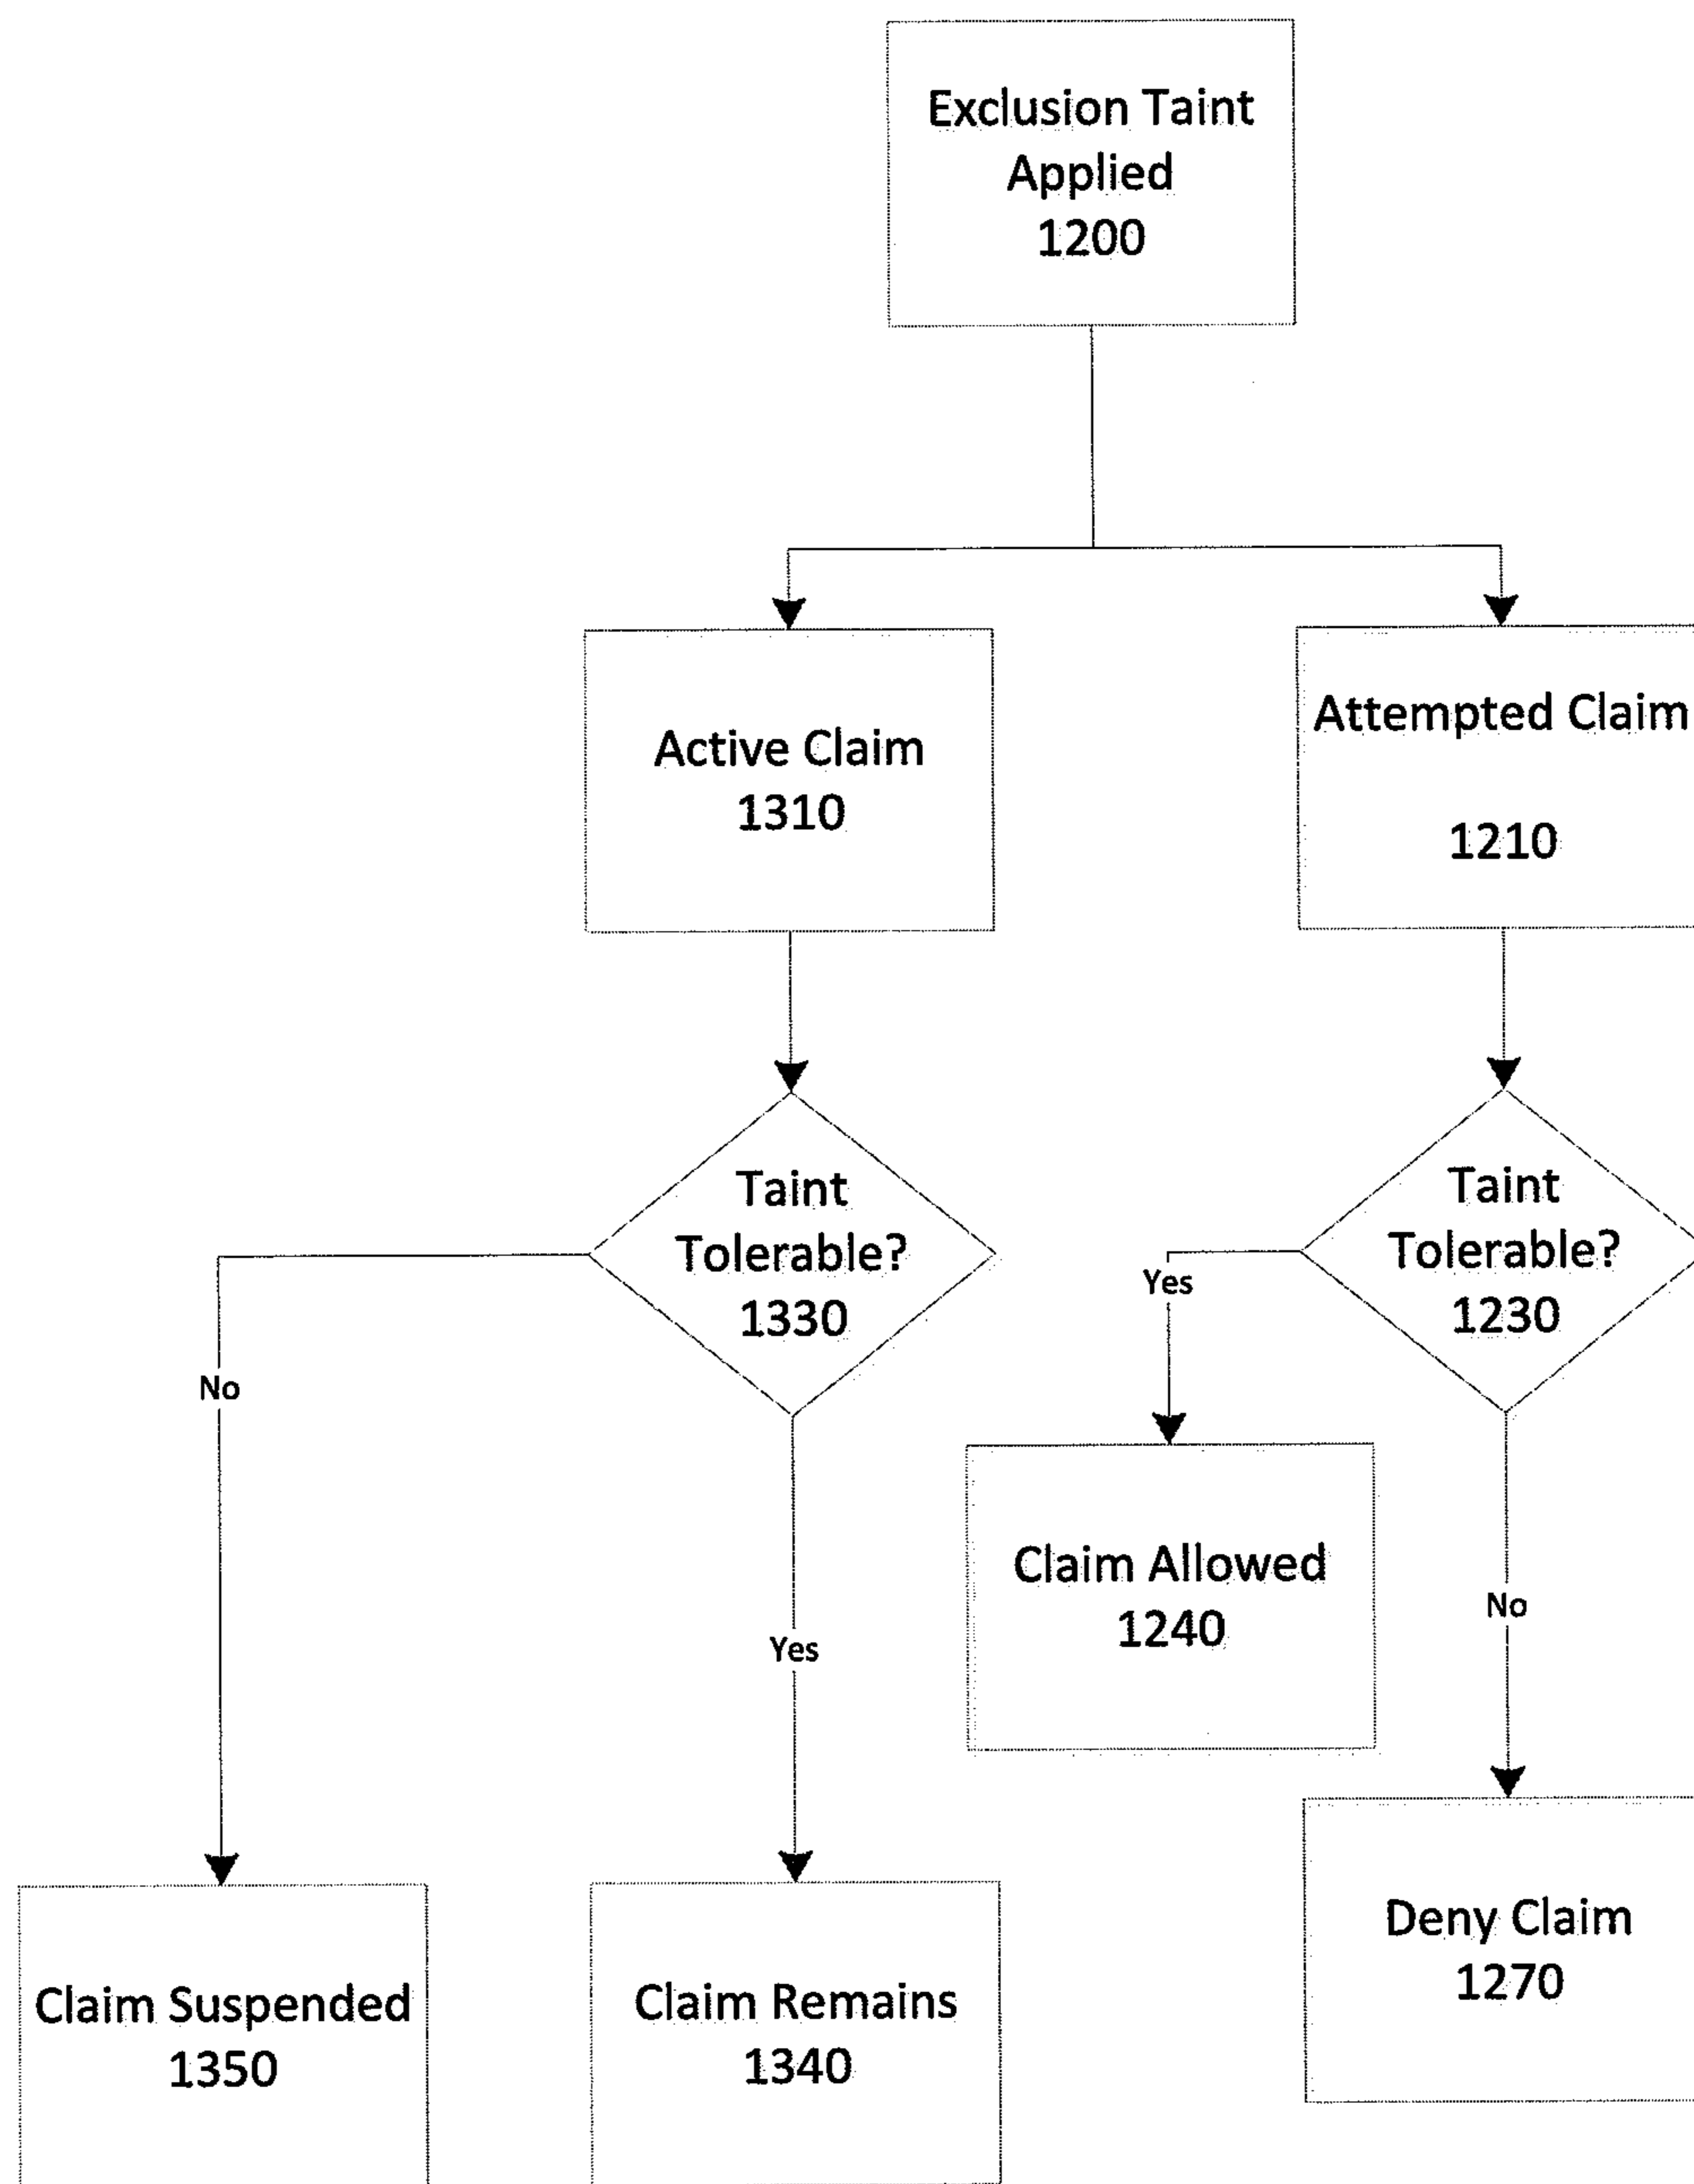 Exclusion Taint
Applied
1200
Active Claim
1310
Attempted Claim
1210
Taint
Tolerable?
1330
Taint
Tolerable?
1230
Yes
No
Claim Allowed
1240
No
Yes
Deny Claim
1270
Claim Suspended
1350
Claim Remains
1340